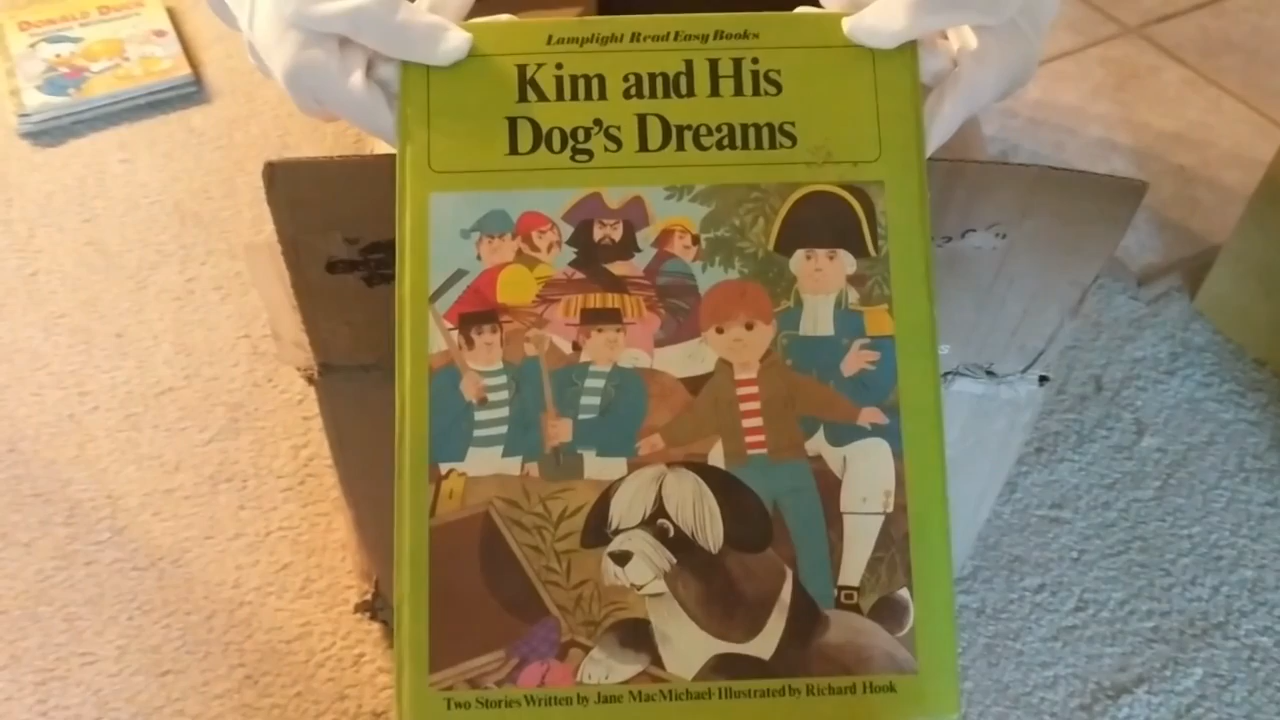 DONALD DUCK
Lamplight Read Easy Books
Kim and His
Dog's Dreams
Two Stories Written by Jane MacMichael·Illustrated by Richard Hook